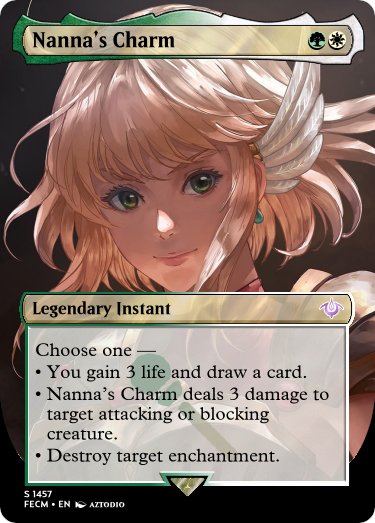 Nanna's Charm
Legendary Instant
Choose one —
• You gain 3 life and draw a card.
• Nanna's Charm deals 3 damage to
target attacking or blocking
creature.
• Destroy target enchantment.
S 1457
FECM • EN AZTODIO